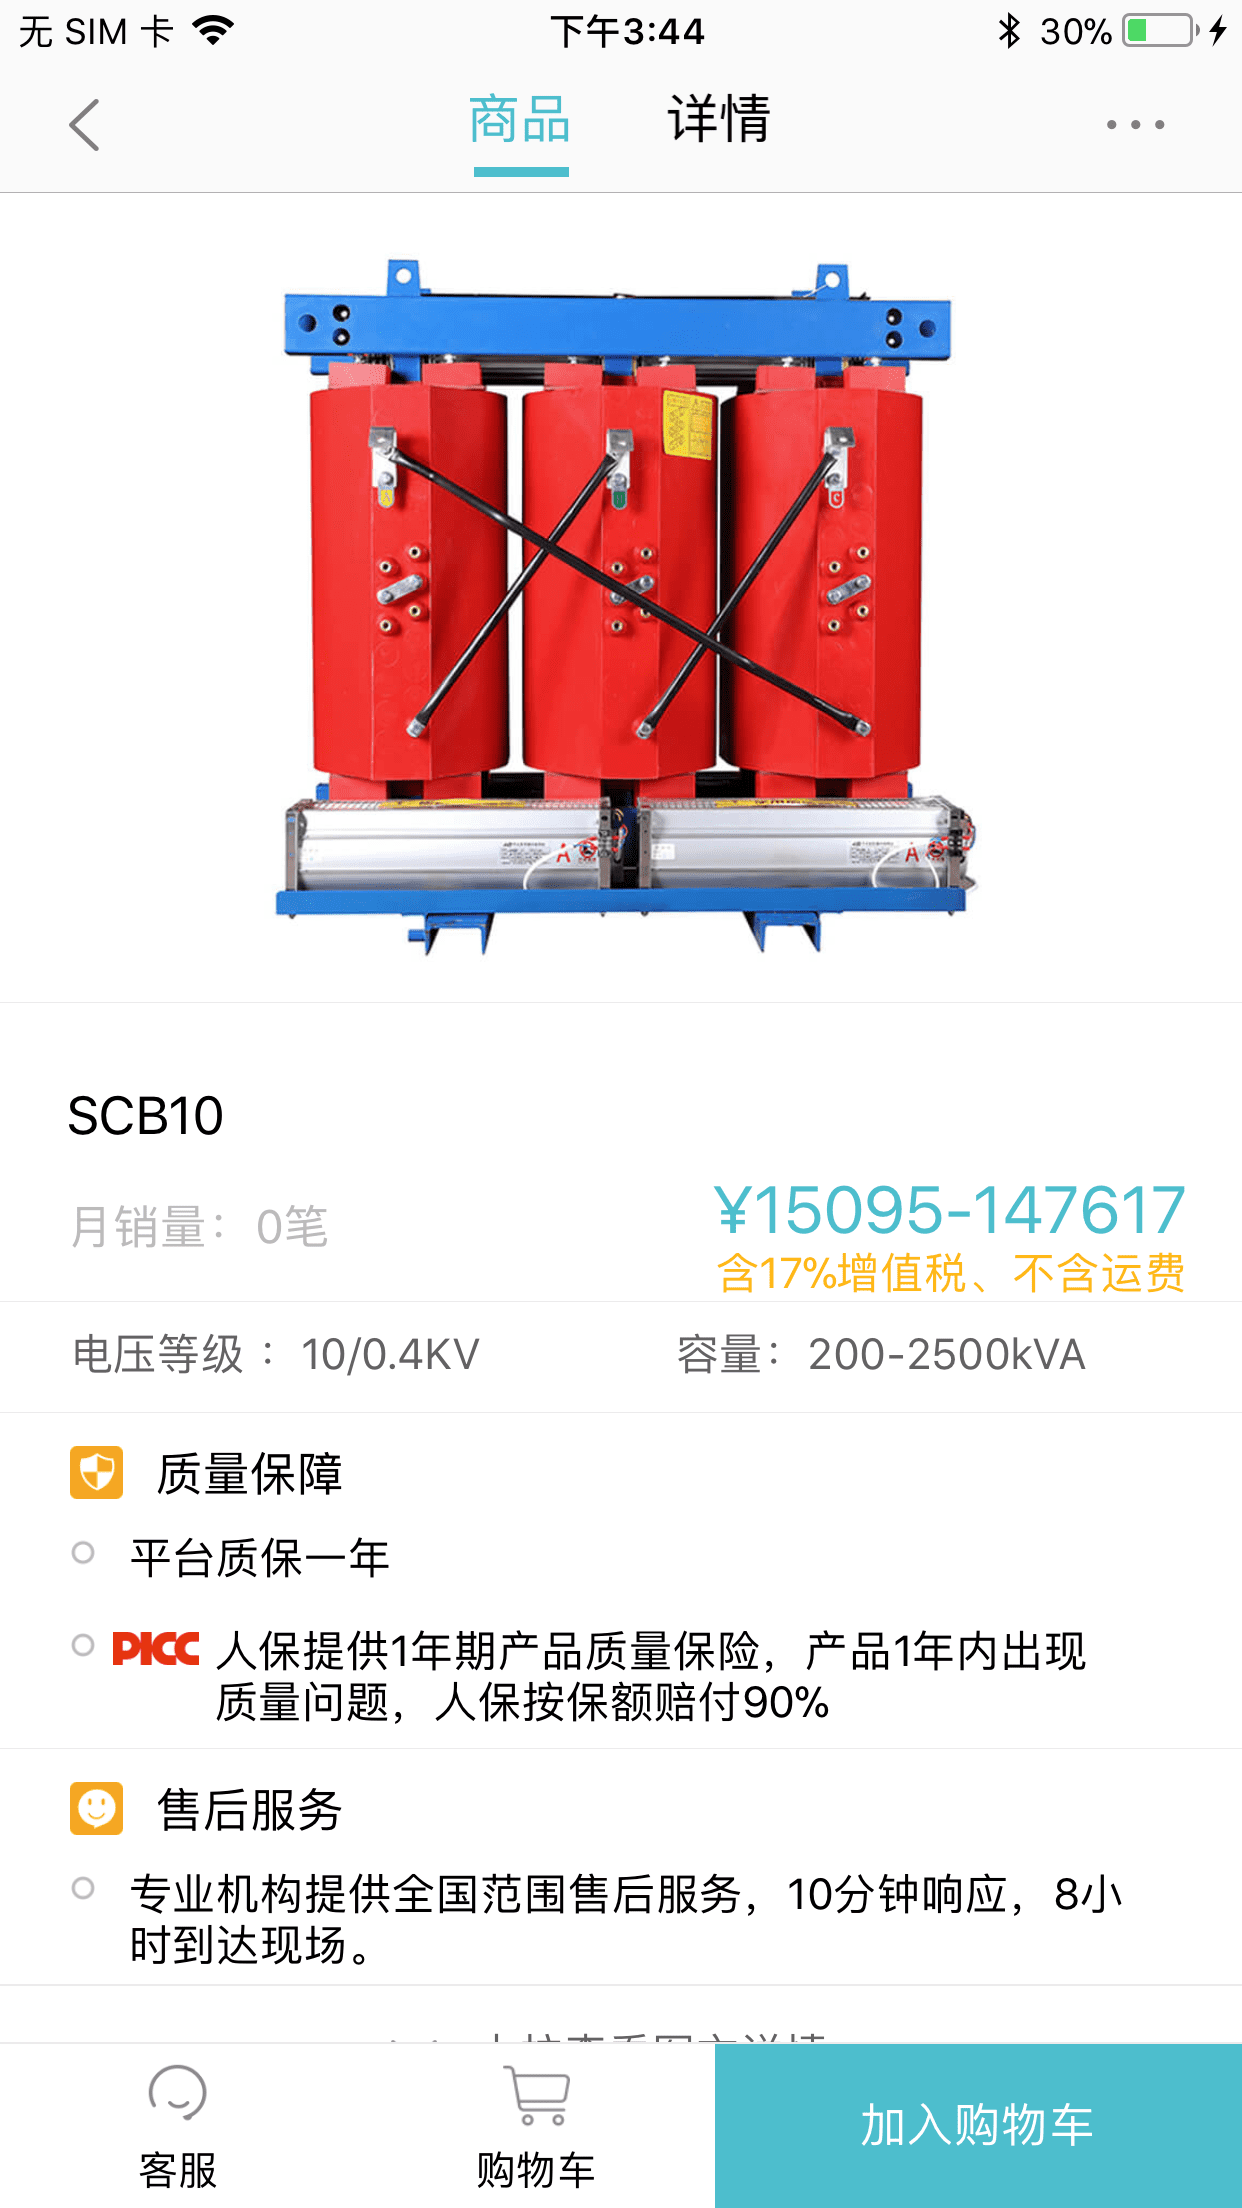 无 SIM 卡
下午3:44
30%
商品
详情
SCB10
月销量：0笔
¥15095-147617
含17%增值税、不含运费
电压等级 ：10/0.4KV
容量：200-2500kVA
质量保障
平台质保一年
PICC 人保提供1年期产品质量保险，产品1年内出现
质量问题，人保按保额赔付90%
售后服务
专业机构提供全国范围售后服务，10分钟响应，8小
时到达现场。
客服
购物车
加入购物车